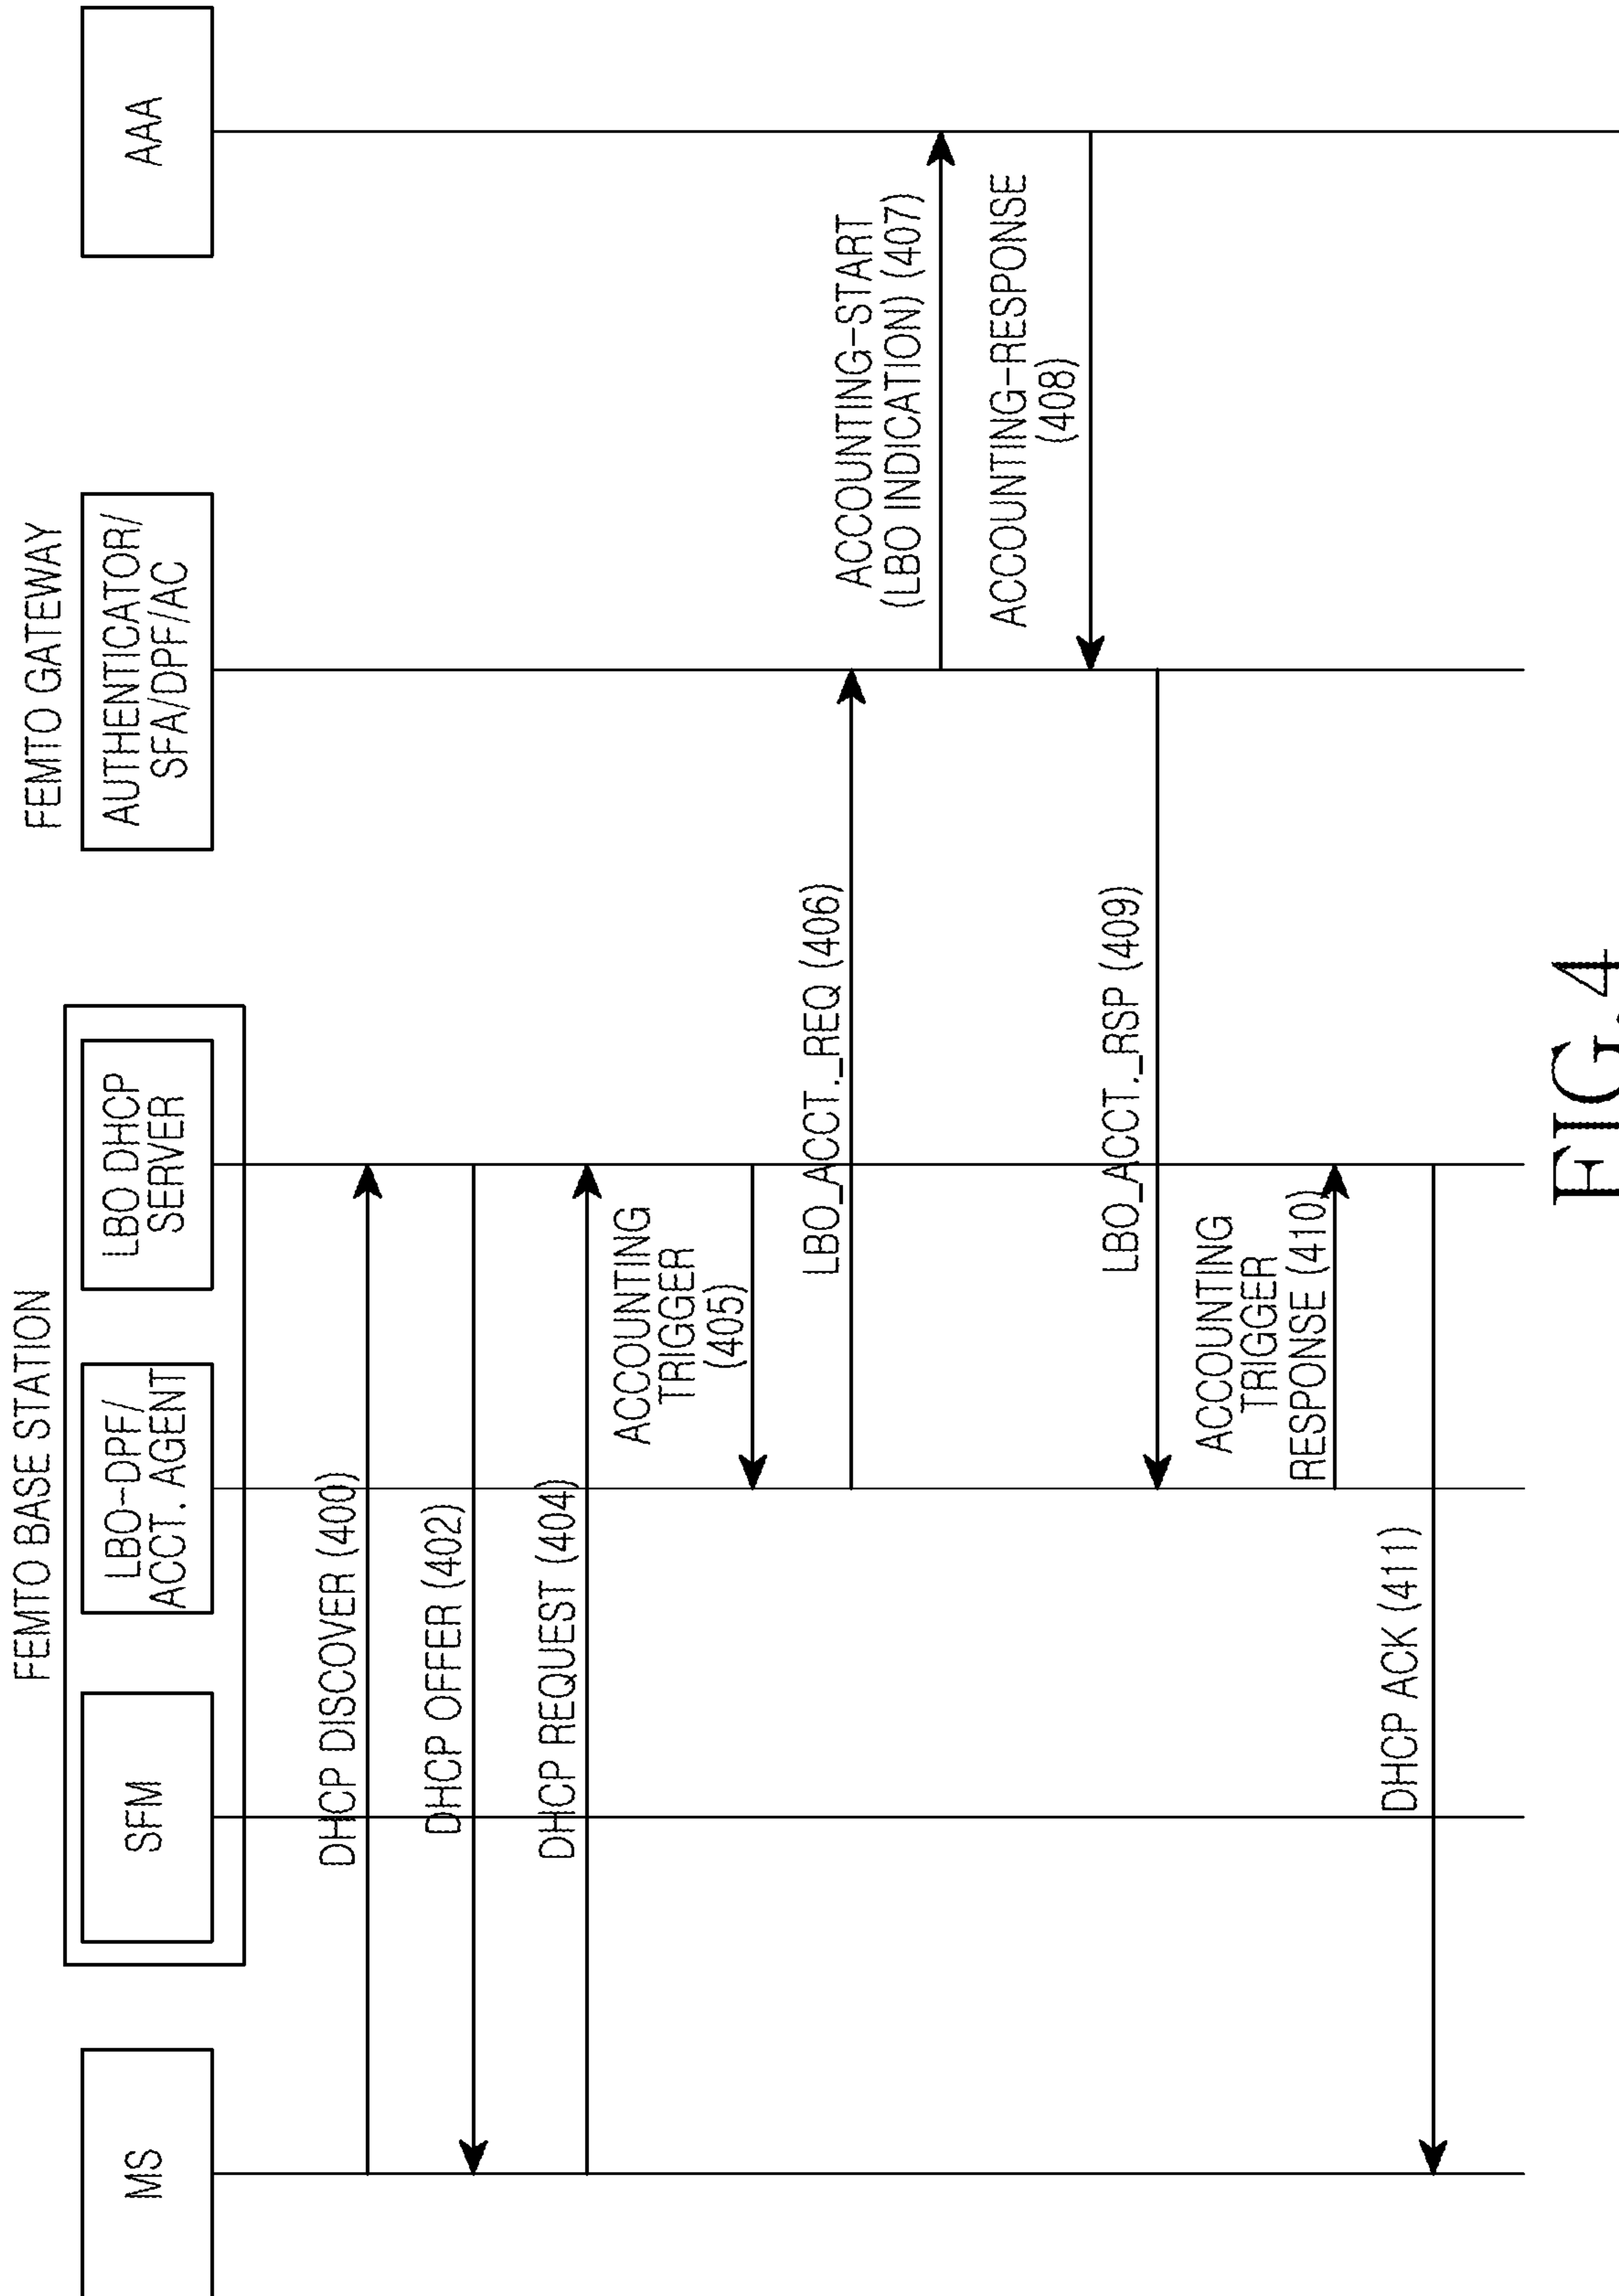 FEMTO BASE STATION
FEMTO GATEWAY
MS
SFM
LBO-DPF/
ACCT. AGENT
LBO DHCP
SERVER
AUTHENTICATOR/
SFA/DPF/AC
AAA
DHCP DISCOVER (400)
DHCP OFFER (402)
DHCP REQUEST (404)
ACCOUNTING
TRIGGER
(405)
LBO_ACCT._REQ (406)
ACCOUNTING-START
(LBO INDICATION) (407)
ACCOUNTING-RESPONSE
(408)
LBO_ACCT._RSP (409)
ACCOUNTING
TRIGGER
RESPONSE (410)
DHCP ACK (411)
FIG.4